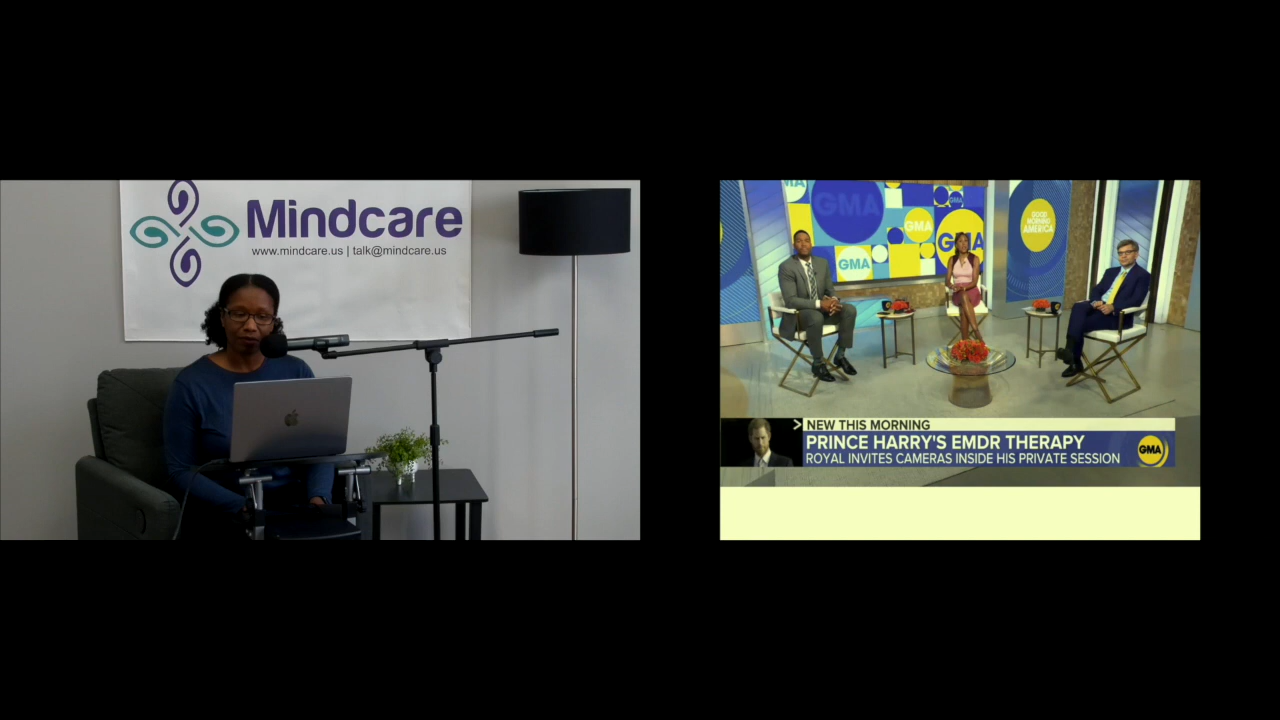 Mindcare
www.mindcare.us | talk@mindcare.us
GMA
GMA
GMA
GMA
GMA
GOOD
MORNING
AMERICA
NEW THIS MORNING
PRINCE HARRY'S EMDR THERAPY
ROYAL INVITES CAMERAS INSIDE HIS PRIVATE SESSION
GMA